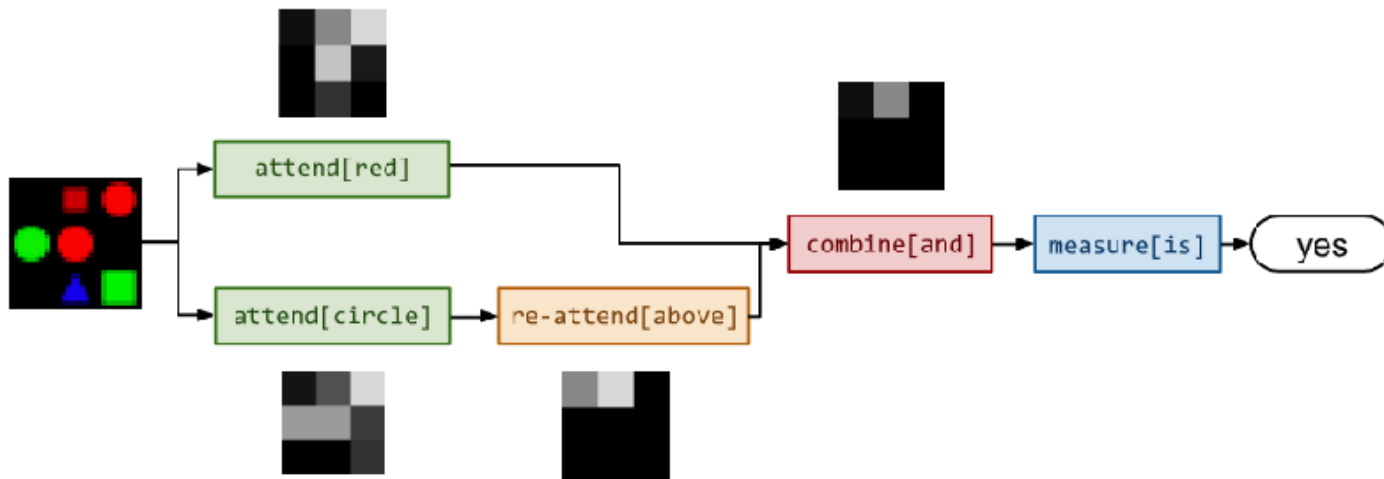 attend[red]
combine[and]
measure[is]
yes
attend[circle]
re-attend[above]